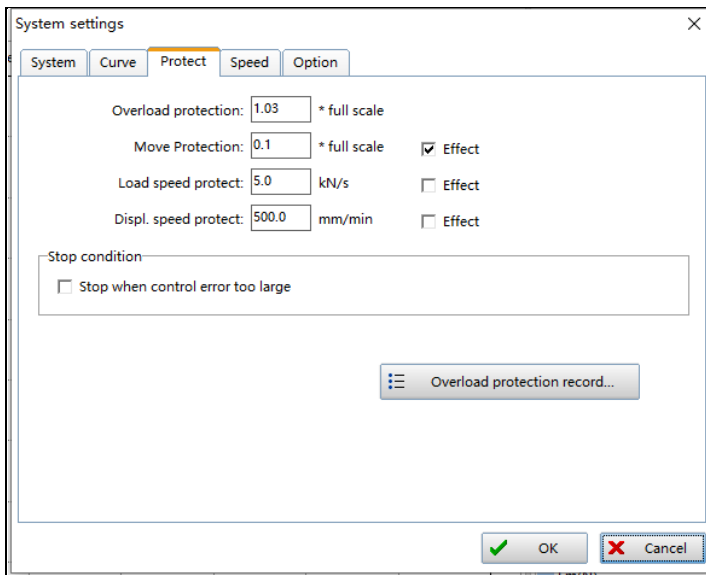 System settings
System Curve Protect Speed Option
Overload protection: 1.03 * full scale
Move Protection: 0.1 * full scale Effect
Load speed protect: 5.0 kN/s Effect
Displ. speed protect: 500.0 mm/min Effect
Stop condition
Stop when control error too large
Overload protection record...
OK Cancel